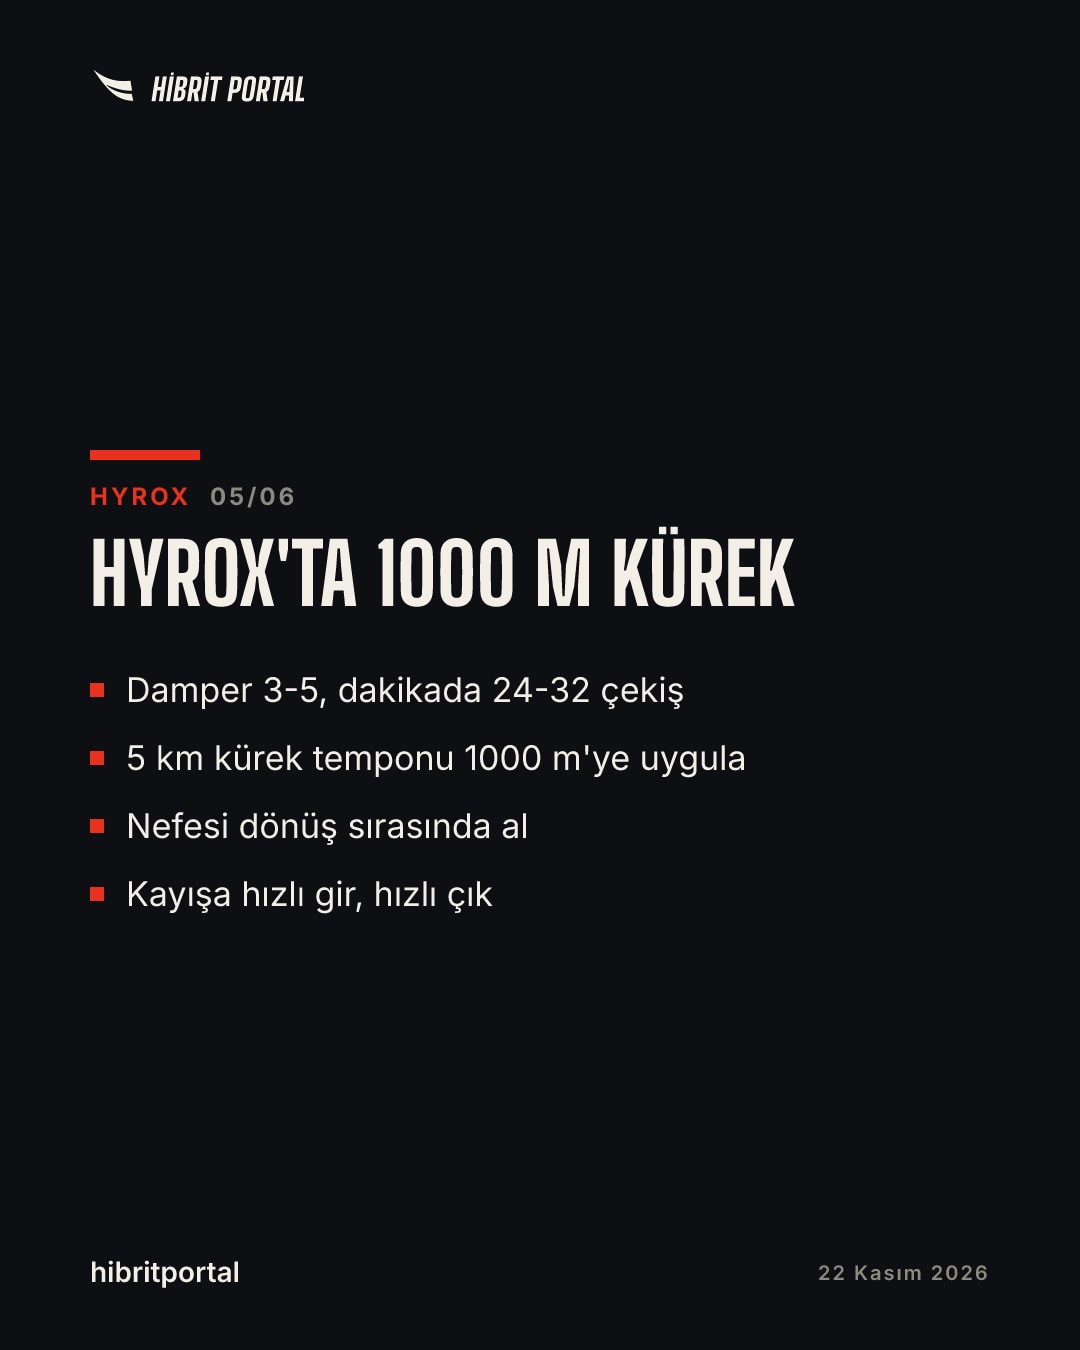 HİBRİT PORTAL
HYROX 05/06
HYROX'TA 1000 M KÜREK
Damper 3-5, dakikada 24-32 çekiş
5 km kürek temponu 1000 m'ye uygula
Nefesi dönüş sırasında al
Kayışa hızlı gir, hızlı çık
hibritportal
22 Kasım 2026